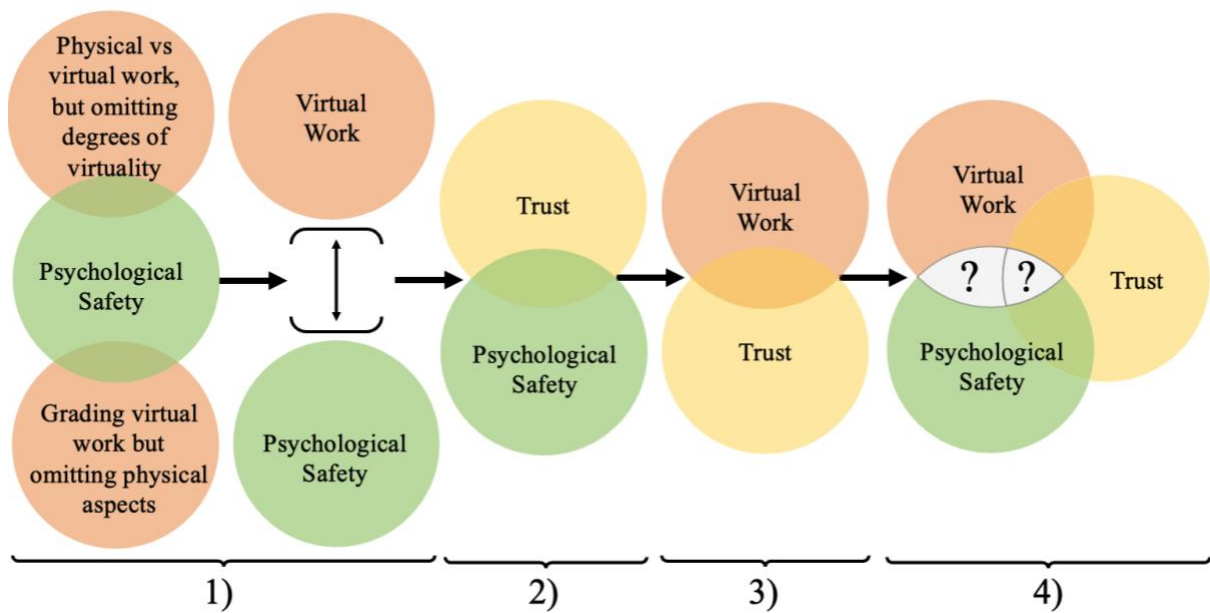 Physical vs
virtual work,
but omitting
degrees of
virtuality
Psychological
Safety
Grading virtual
work but
omitting physical
aspects
Virtual
Work
Psychological
Safety
Trust
Psychological
Safety
Virtual
Work
Trust
Virtual
Work
? ?
Trust
Psychological
Safety
1) 2) 3) 4)